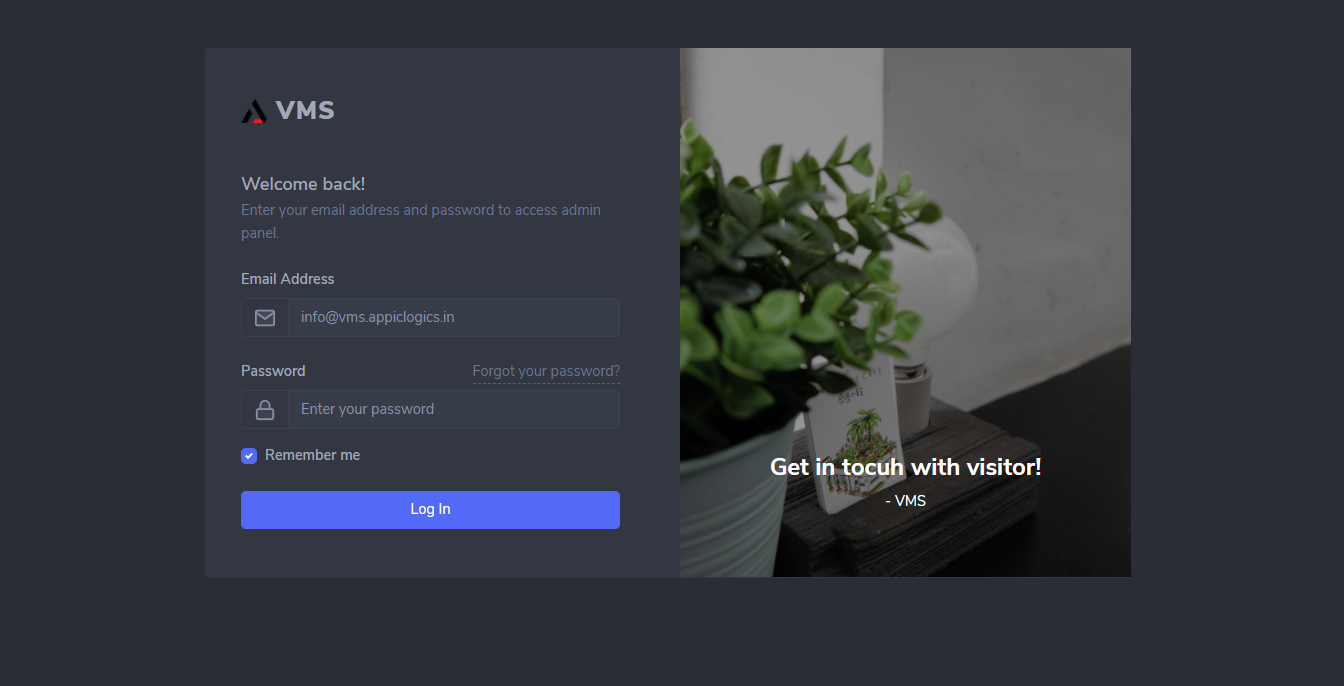 VMS
Welcome back!
Enter your email address and password to access admin
panel.
Email Address
info@vms.appiclogics.in
Password
Forgot your password?
Enter your password
Remember me
Log In
Get in tocuh with visitor!
- VMS